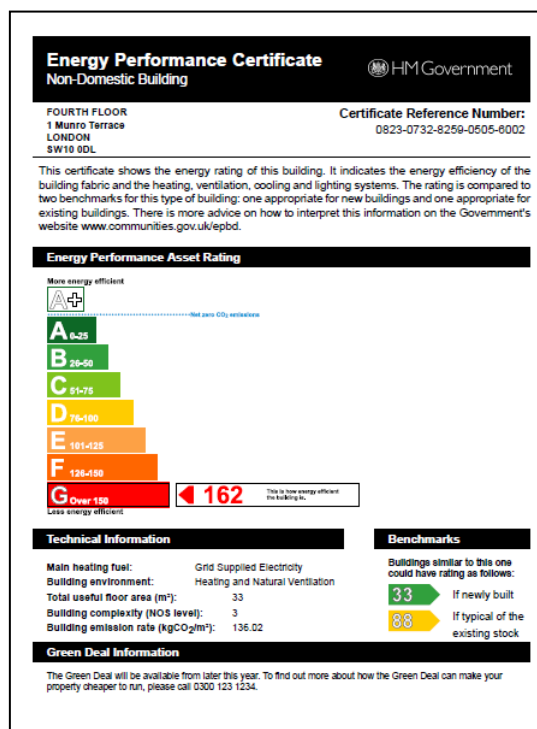 Energy Performance Certificate
Non-Domestic Building
HM Government
FOURTH FLOOR
1 Munro Terrace
LONDON
SW10 0DL
Certificate Reference Number:
0823-0732-8259-0505-6002
This certificate shows the energy rating of this building. It indicates the energy efficiency of the
building fabric and the heating, ventilation, cooling and lighting systems. The rating is compared to
two benchmarks for this type of building: one appropriate for new buildings and one appropriate for
existing buildings. There is more advice on how to interpret this information on the Government's
website www.communities.gov.uk/epbd.
Energy Performance Asset Rating
More energy efficient
A+
Net zero CO₂ emissions
A 0-25
B 26-50
C 51-75
D 76-100
E 101-125
F 126-150
G Over 150
162
This is how energy efficient
the building is.
Less energy efficient
Technical Information
Main heating fuel: Grid Supplied Electricity
Building environment: Heating and Natural Ventilation
Total useful floor area (m²): 33
Building complexity (NOS level): 3
Building emission rate (kgCO₂/m²): 136.02
Benchmarks
Buildings similar to this one
could have rating as follows:
33 If newly built
88 If typical of the
existing stock
Green Deal Information
The Green Deal will be available from later this year. To find out more about how the Green Deal can make your
property cheaper to run, please call 0300 123 1234.